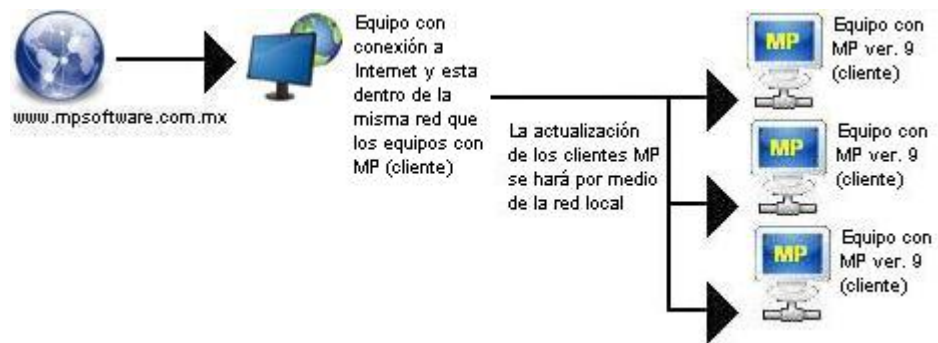 www.mpsoftware.com.mx
Equipo con
conexión a
Internet y esta
dentro de la
misma red que
los equipos con
MP (cliente)
La actualización
de los clientes MP
se hará por medio
de la red local
MP
Equipo con
MP ver. 9
(cliente)
MP
Equipo con
MP ver. 9
(cliente)
MP
Equipo con
MP ver. 9
(cliente)